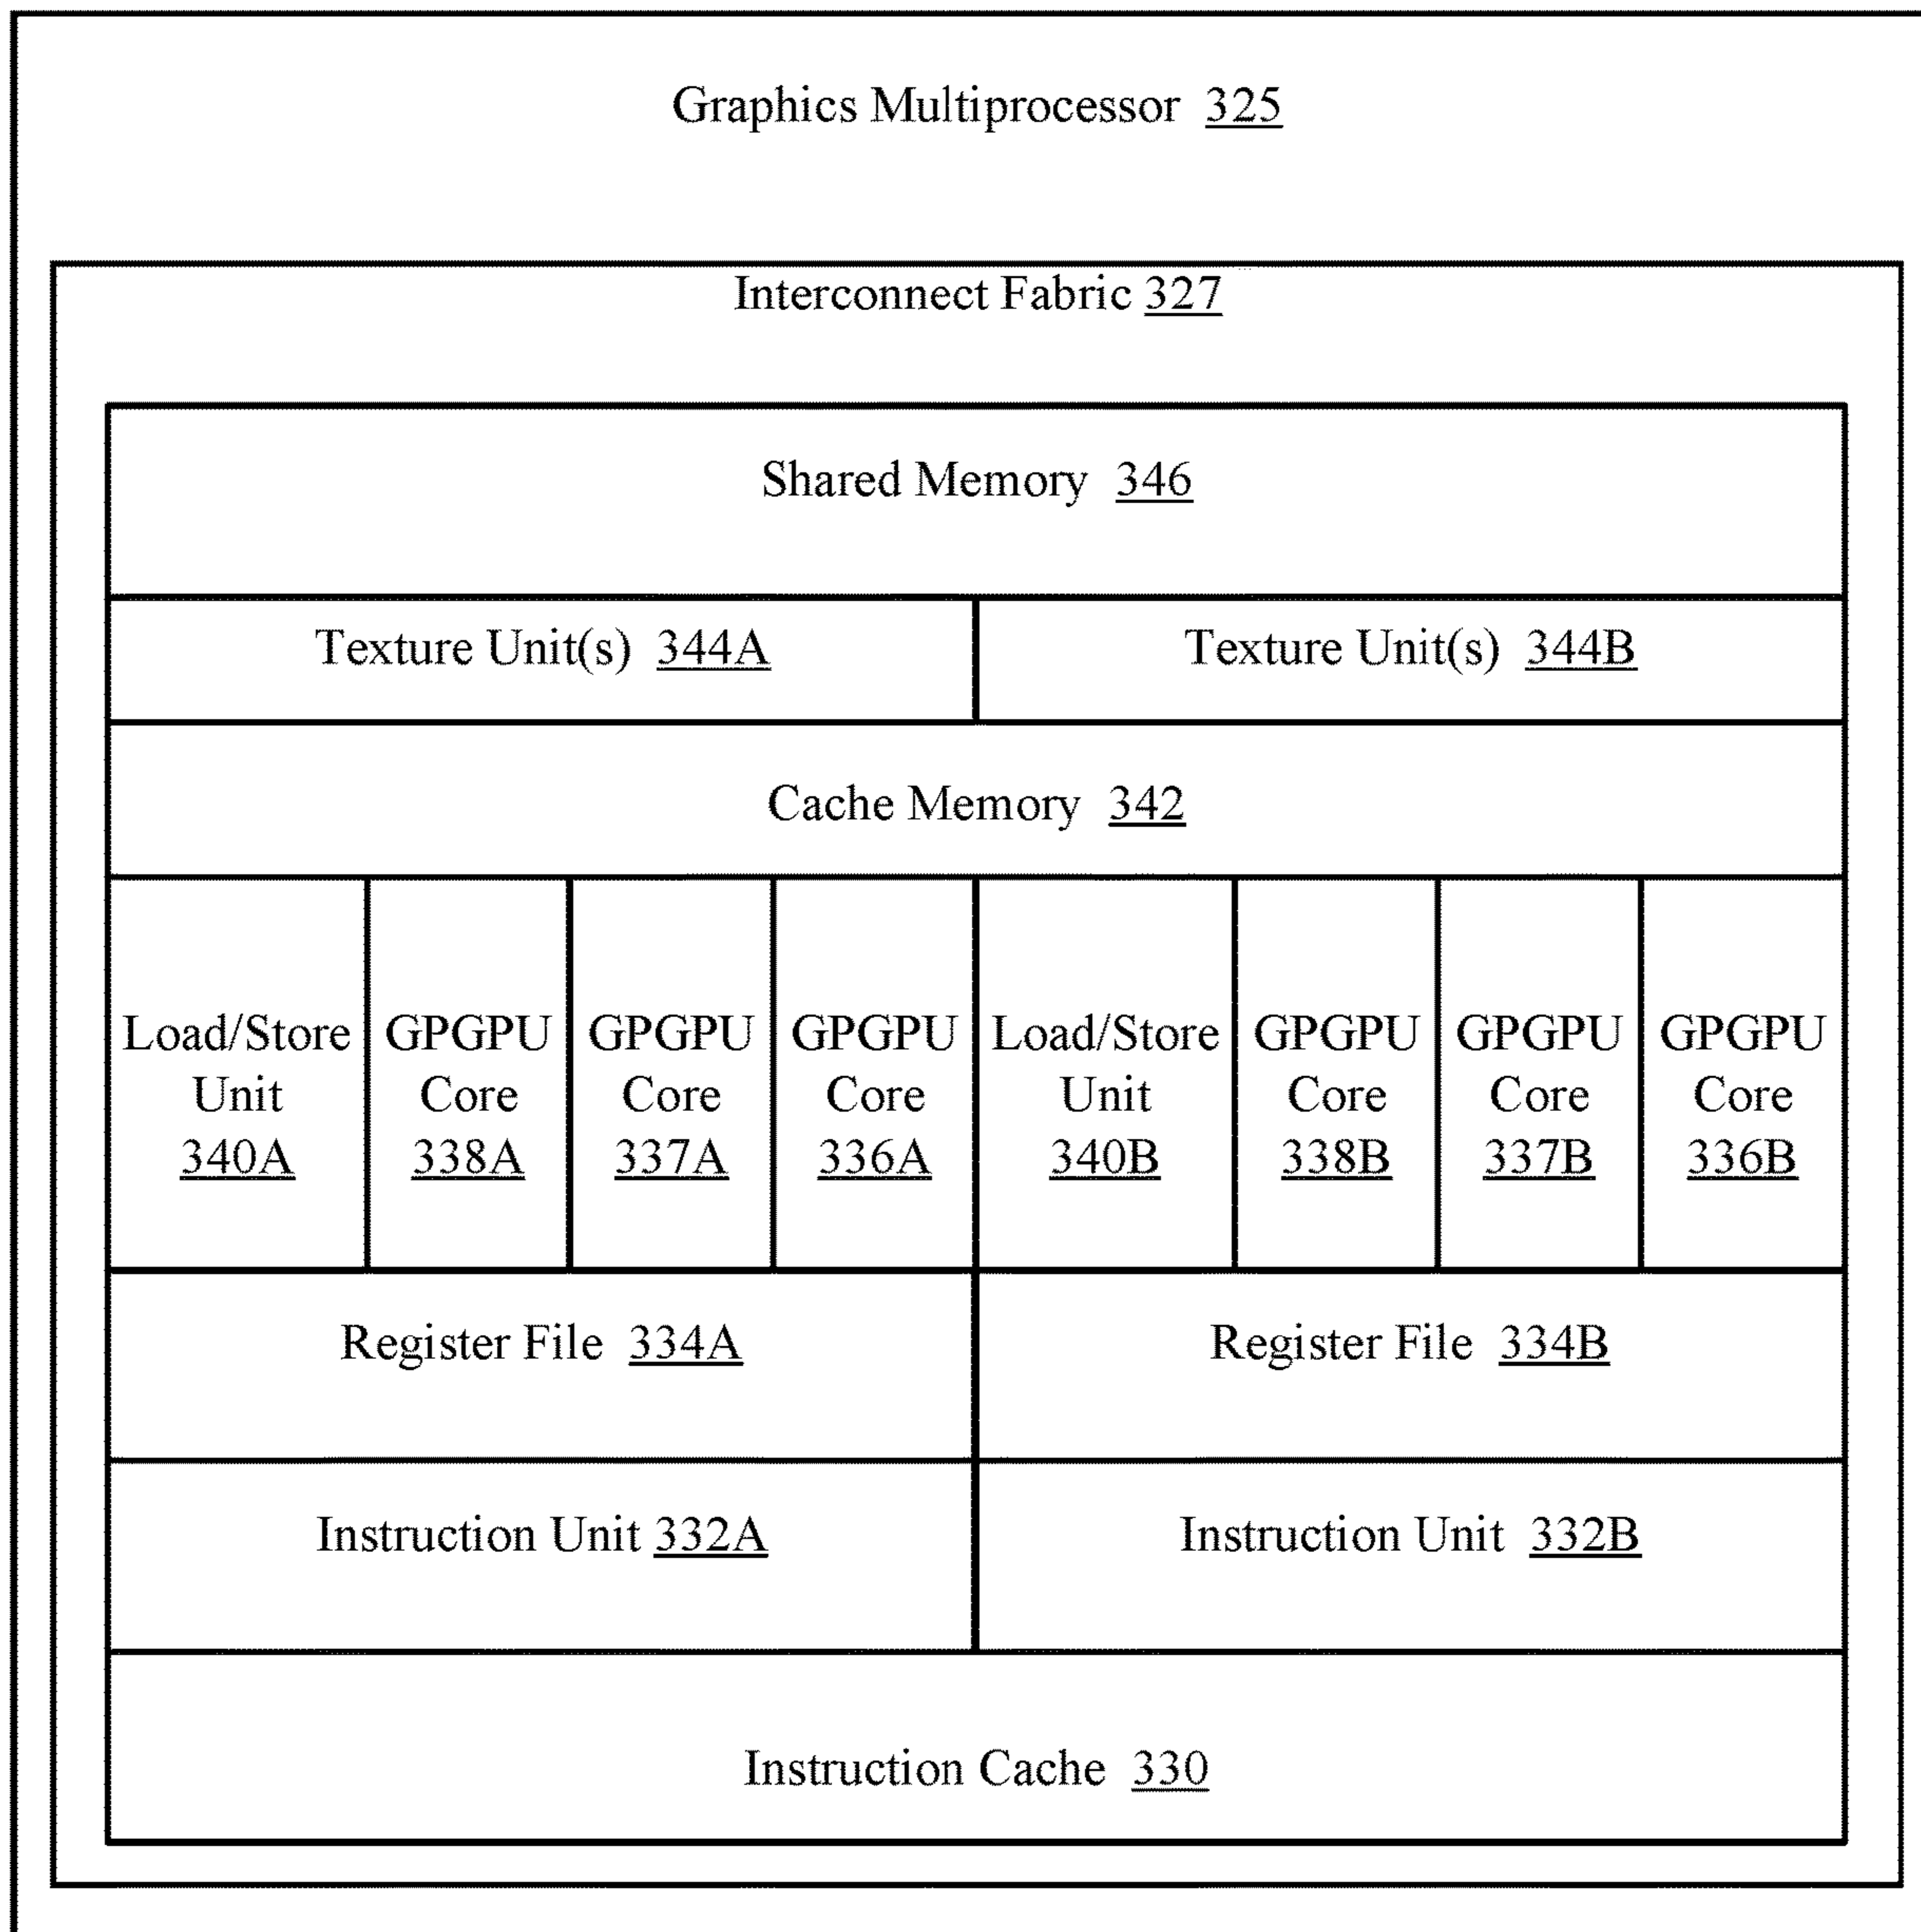 Graphics Multiprocessor 325
Interconnect Fabric 327
Shared Memory 346
Texture Unit(s) 344A
Texture Unit(s) 344B
Cache Memory 342
Load/Store
Unit
340A
GPGPU
Core
338A
GPGPU
Core
337A
GPGPU
Core
336A
Load/Store
Unit
340B
GPGPU
Core
338B
GPGPU
Core
337B
GPGPU
Core
336B
Register File 334A
Register File 334B
Instruction Unit 332A
Instruction Unit 332B
Instruction Cache 330